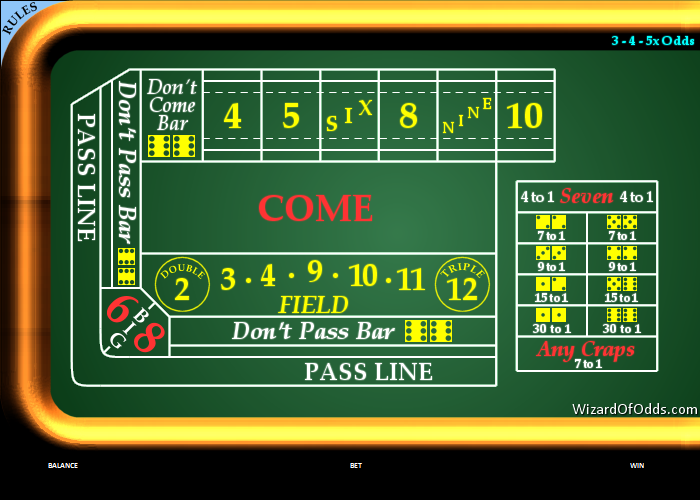 RULES
3 - 4 - 5x Odds
Don't
Come
Bar
4
5
SIX
8
NINE
10
PASS LINE
Don't Pass Bar
COME
4 to 1 Seven 4 to 1
7 to 1
7 to 1
9 to 1
9 to 1
15 to 1
15 to 1
30 to 1
30 to 1
Any Craps
7 to 1
DOUBLE
2
3 · 4 · 9 · 10 · 11
TRIPLE
12
FIELD
6
8
BIG
Don't Pass Bar
PASS LINE
WizardOfOdds.com
BALANCE
BET
WIN